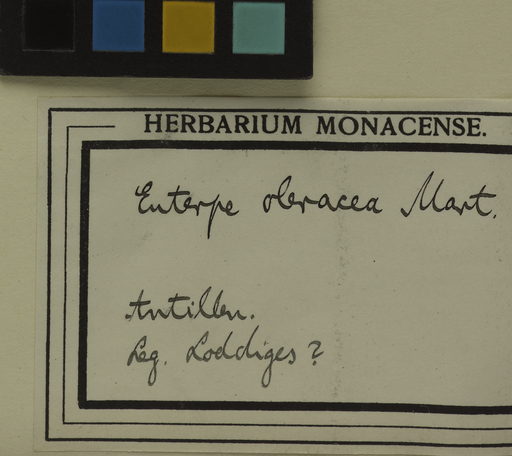 HERBARIUM MONACENSE.
Euterpe oleracea Mart.
Antillen.
Leg. Loddiges?